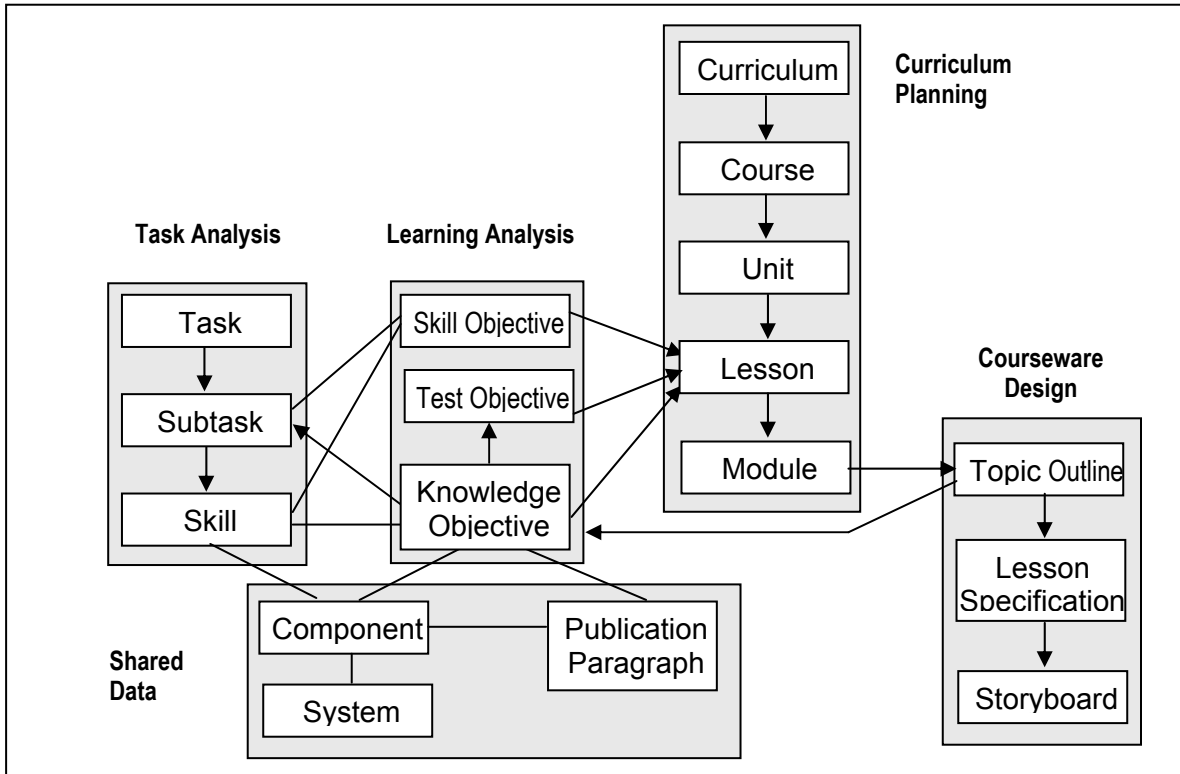 Curriculum
Course
Unit
Lesson
Module
Curriculum
Planning
Task Analysis
Task
Subtask
Skill
Learning Analysis
Skill Objective
Test Objective
Knowledge
Objective
Courseware
Design
Topic Outline
Lesson
Specification
Storyboard
Shared
Data
Component
System
Publication
Paragraph